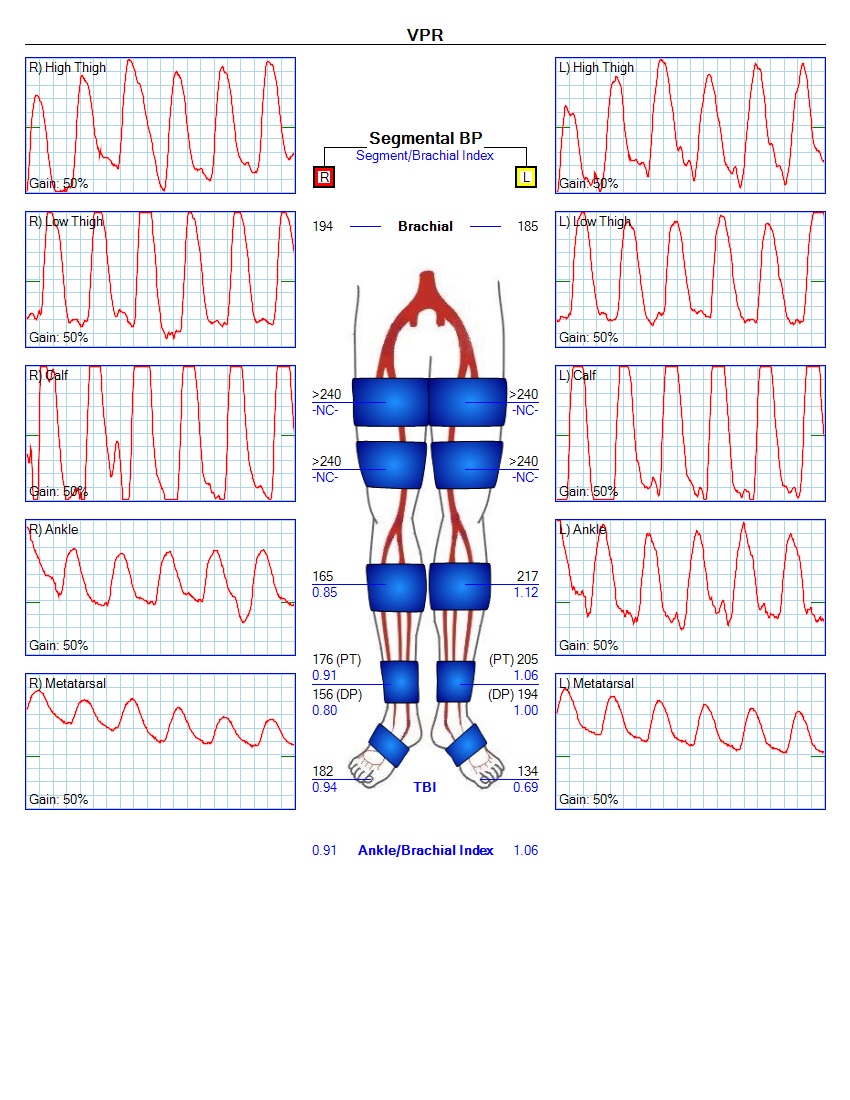 VPR
R) High Thigh
Gain: 50%
L) High Thigh
Gain: 50%
Segmental BP
Segment/Brachial Index
R
L
194 Brachial 185
R) Low Thigh
Gain: 50%
L) Low Thigh
Gain: 50%
R) Calf
Gain: 50%
L) Calf
Gain: 50%
>240 >240
-NC- -NC-
>240 >240
-NC- -NC-
R) Ankle
Gain: 50%
L) Ankle
Gain: 50%
165 217
0.85 1.12
176 (PT) (PT) 205
0.91 1.06
156 (DP) (DP) 194
0.80 1.00
R) Metatarsal
Gain: 50%
L) Metatarsal
Gain: 50%
182 134
0.94 TBI 0.69
0.91 Ankle/Brachial Index 1.06